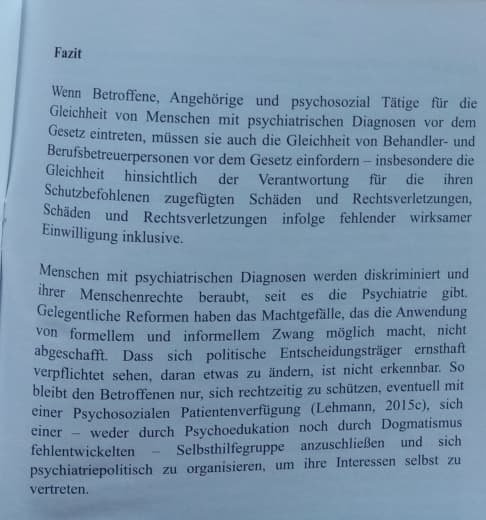 Fazit
Wenn Betroffene, Angehörige und psychosozial Tätige für die
Gleichheit von Menschen mit psychiatrischen Diagnosen vor dem
Gesetz eintreten, müssen sie auch die Gleichheit von Behandler- und
Berufsbetreuerpersonen vor dem Gesetz einfordern – insbesondere die
Gleichheit hinsichtlich der Verantwortung für die ihren
Schutzbefohlenen zugefügten Schäden und Rechtsverletzungen,
Schäden und Rechtsverletzungen infolge fehlender wirksamer
Einwilligung inklusive.
Menschen mit psychiatrischen Diagnosen werden diskriminiert und
ihrer Menschenrechte beraubt, seit es die Psychiatrie gibt.
Gelegentliche Reformen haben das Machtgefälle, das die Anwendung
von formellem und informellem Zwang möglich macht, nicht
abgeschafft. Dass sich politische Entscheidungsträger ernsthaft
verpflichtet sehen, daran etwas zu ändern, ist nicht erkennbar. So
bleibt den Betroffenen nur, sich rechtzeitig zu schützen, eventuell mit
einer Psychosozialen Patientenverfügung (Lehmann, 2015c), sich
einer – weder durch Psychoedukation noch durch Dogmatismus
fehlentwickelten – Selbsthilfegruppe anzuschließen und sich
psychiatriepolitisch zu organisieren, um ihre Interessen selbst zu
vertreten.